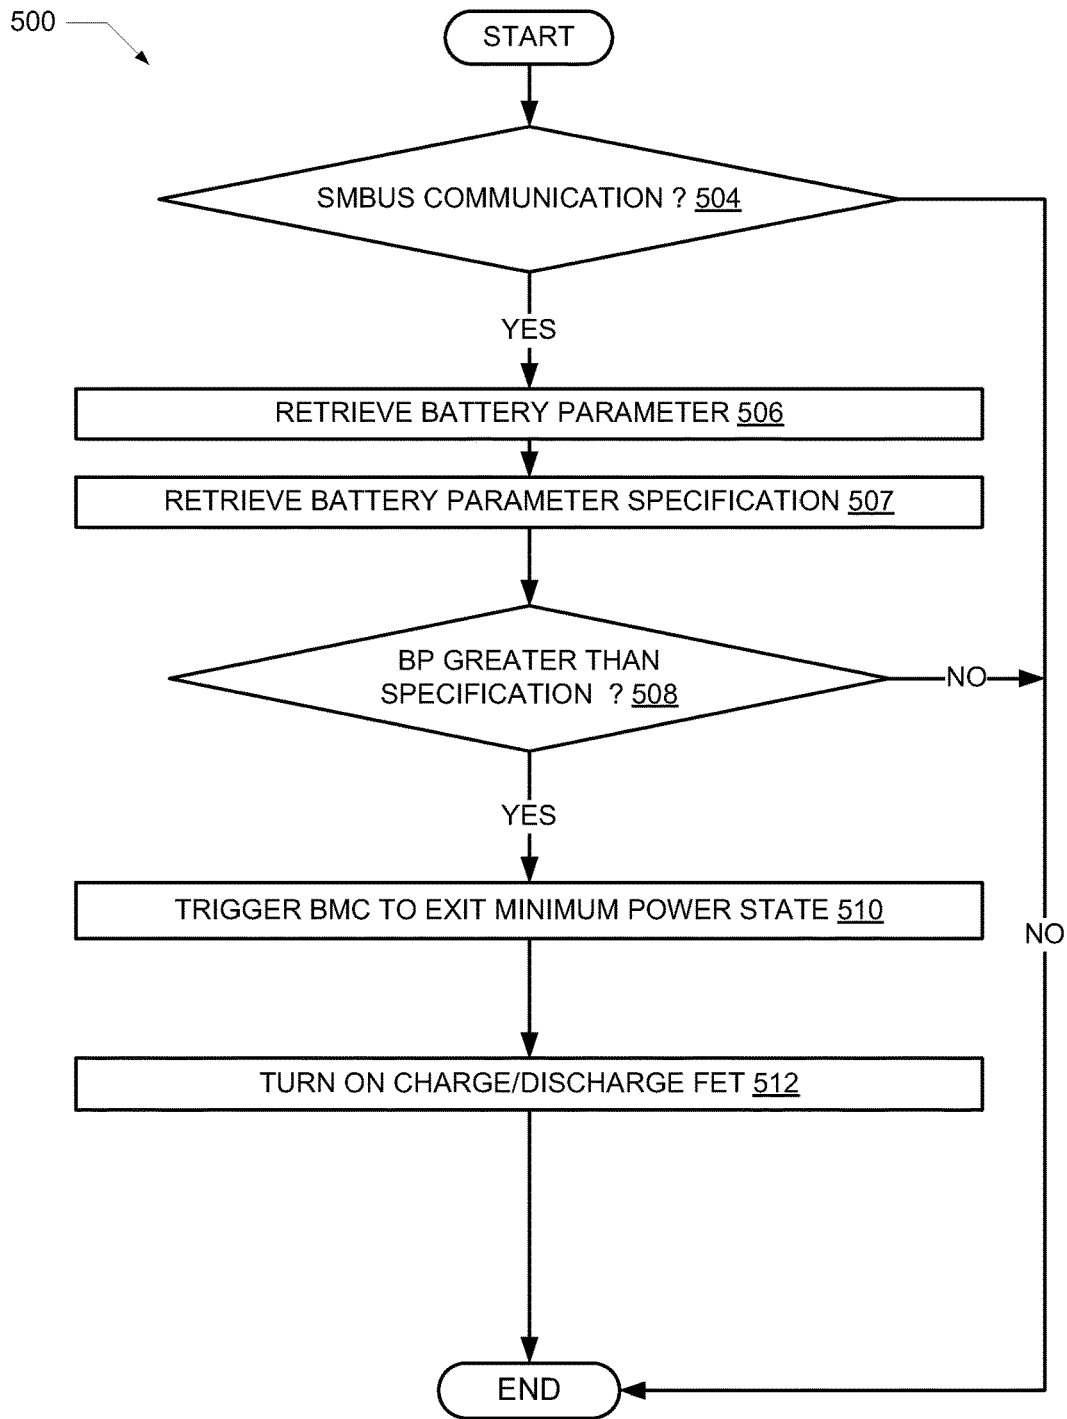 500
START
SMBUS COMMUNICATION ? 504
YES
RETRIEVE BATTERY PARAMETER 506
RETRIEVE BATTERY PARAMETER SPECIFICATION 507
BP GREATER THAN
SPECIFICATION ? 508
NO
YES
TRIGGER BMC TO EXIT MINIMUM POWER STATE 510
NO
TURN ON CHARGE/DISCHARGE FET 512
END